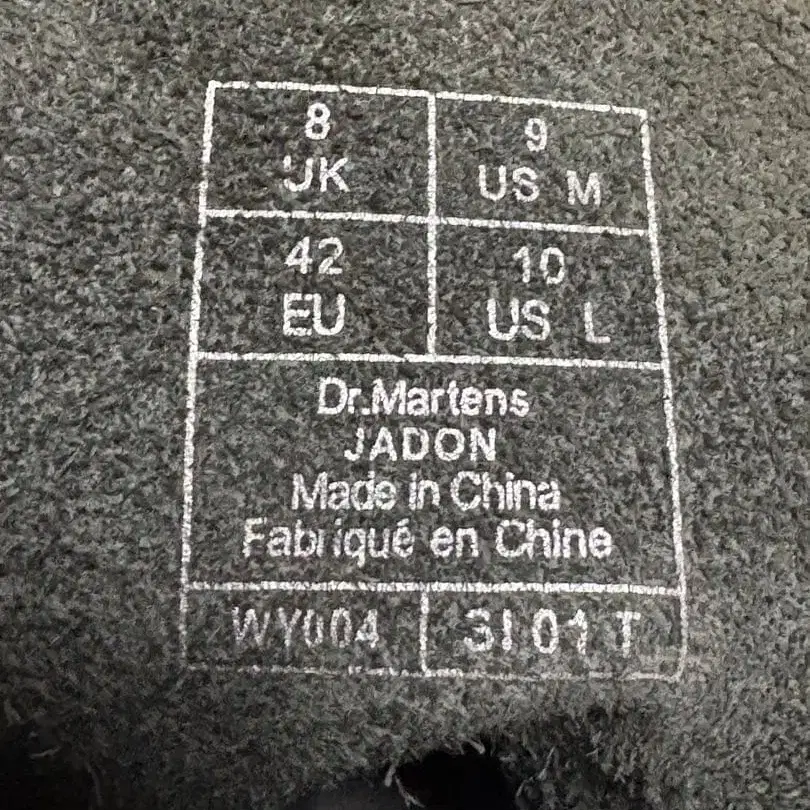 8
UK
9
US M
42
EU
10
US L
Dr.Martens
JADON
Made in China
Fabriqué en Chine
WY004
01 T